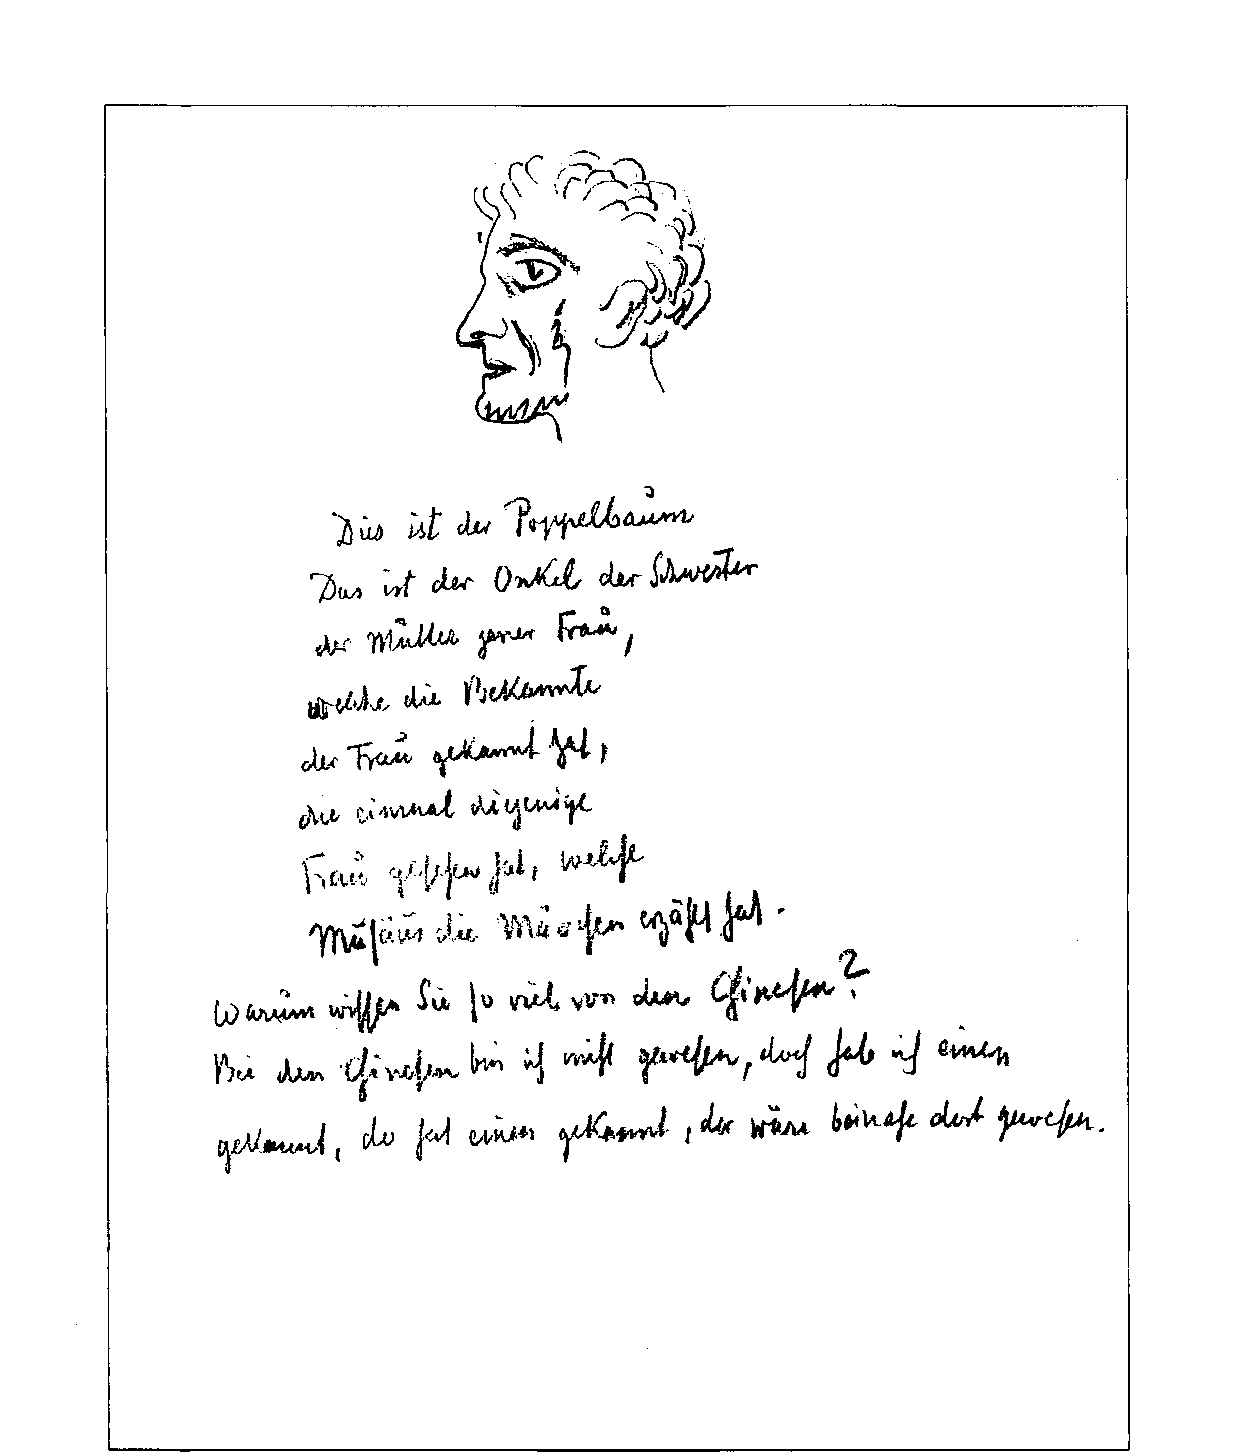 Dies ist der Poppelbaum
Das ist der Onkel der Schwester
der Mutter jener Frau,
welche die Bekannte
der Frau gekannt hat,
die einmal diejenige
Frau gesehen hat, welche
Musäus die Märchen erzählt hat.
Warum wissen Sie so viel von den Chinesen?
Bei den Chinesen bin ich nicht gewesen, doch hab ich einen
gekannt, der hat einen gekannt, der wäre beinahe dort gewesen.